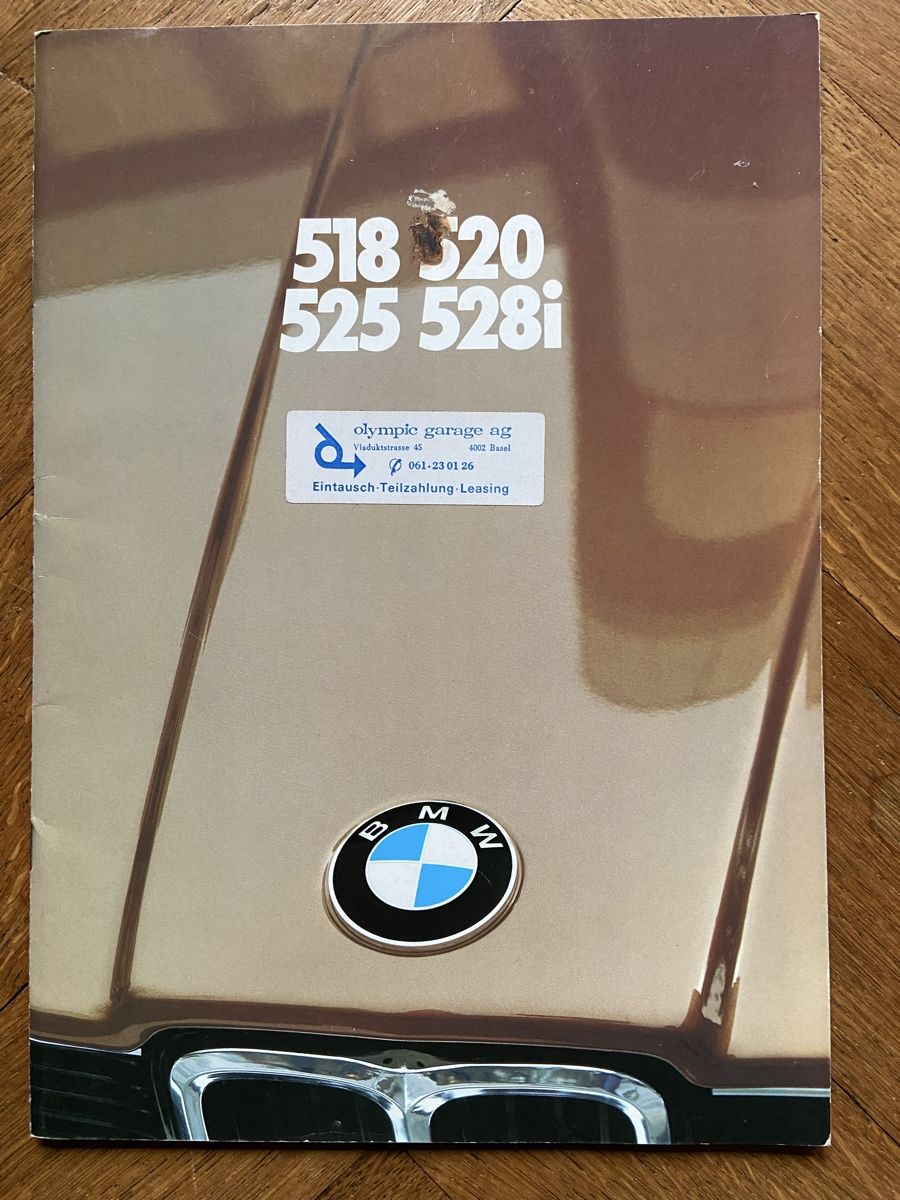 518 520
525 528i
olympic garage ag
Viaduktstrasse 45 4002 Basel
061-23 01 26
Eintausch·Teilzahlung·Leasing
BMW